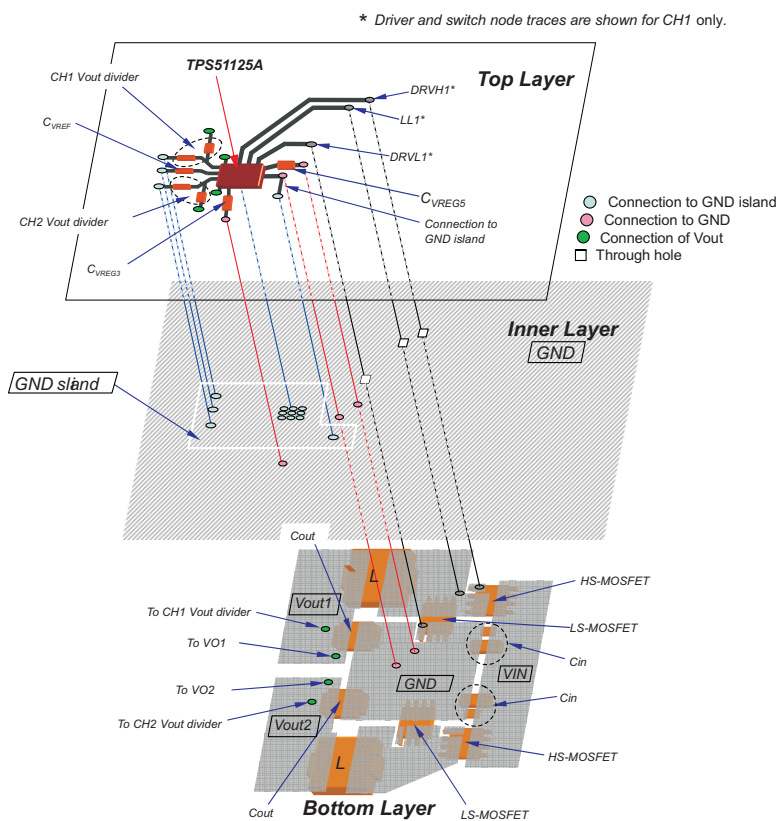 * Driver and switch node traces are shown for CH1 only.
TPS51125A
Top Layer
CH1 Vout divider
DRVH1*
LL1*
CVREF
DRVL1*
CVREG5
CH2 Vout divider
Connection to
GND island
CVREG3
Connection to GND island
Connection to GND
Connection of Vout
Through hole
Inner Layer
GND
GND sland
Cout
L
HS-MOSFET
Vout1
To CH1 Vout divider
LS-MOSFET
To VO1
Cin
VIN
To VO2
GND
Cin
To CH2 Vout divider
Vout2
HS-MOSFET
L
Cout
Bottom Layer
LS-MOSFET